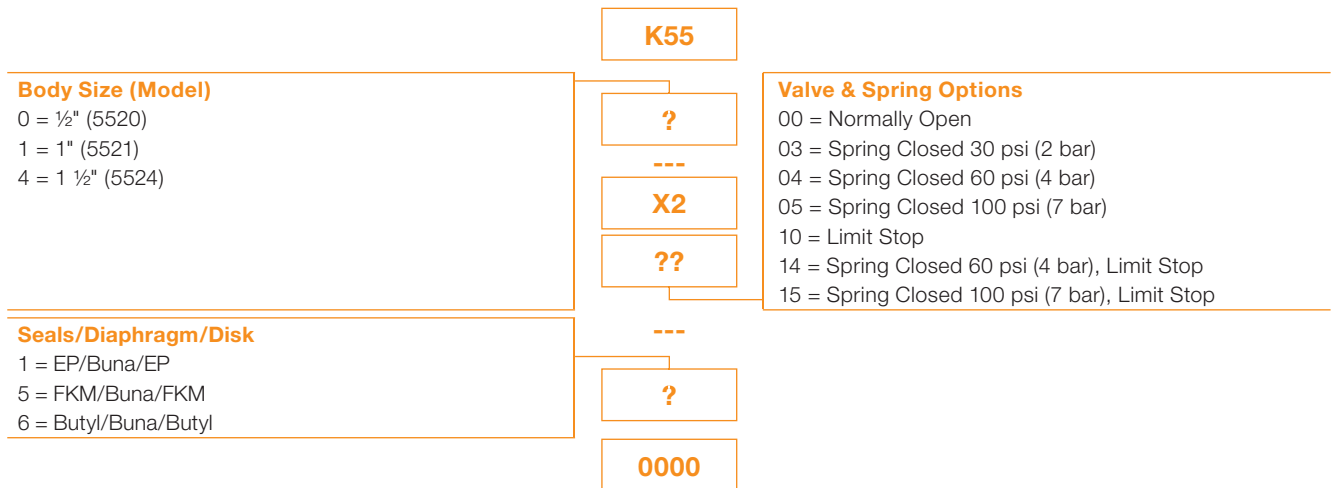 K55
Body Size (Model)
0 = ½" (5520)
1 = 1" (5521)
4 = 1 ½" (5524)
?
---
X2
??
Valve & Spring Options
00 = Normally Open
03 = Spring Closed 30 psi (2 bar)
04 = Spring Closed 60 psi (4 bar)
05 = Spring Closed 100 psi (7 bar)
10 = Limit Stop
14 = Spring Closed 60 psi (4 bar), Limit Stop
15 = Spring Closed 100 psi (7 bar), Limit Stop
---
Seals/Diaphragm/Disk
1 = EP/Buna/EP
5 = FKM/Buna/FKM
6 = Butyl/Buna/Butyl
?
0000